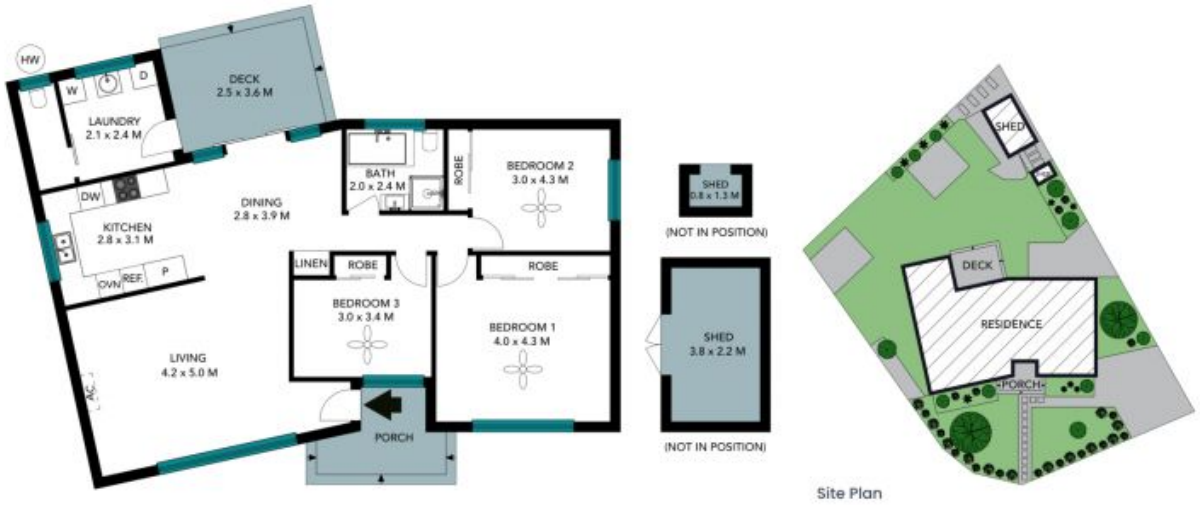 HW
W
D
LAUNDRY
2.1 x 2.4 M
DECK
2.5 x 3.6 M
DW
KITCHEN
2.8 x 3.1 M
OVN
REF.
P
DINING
2.8 x 3.9 M
BATH
2.0 x 2.4 M
ROBE
BEDROOM 2
3.0 x 4.3 M
LINEN
ROBE
ROBE
BEDROOM 3
3.0 x 3.4 M
BEDROOM 1
4.0 x 4.3 M
LIVING
4.2 x 5.0 M
AC.
PORCH
SHED
0.8 x 1.3 M
(NOT IN POSITION)
SHED
3.8 x 2.2 M
(NOT IN POSITION)
SHED
DECK
RESIDENCE
PORCH
Site Plan